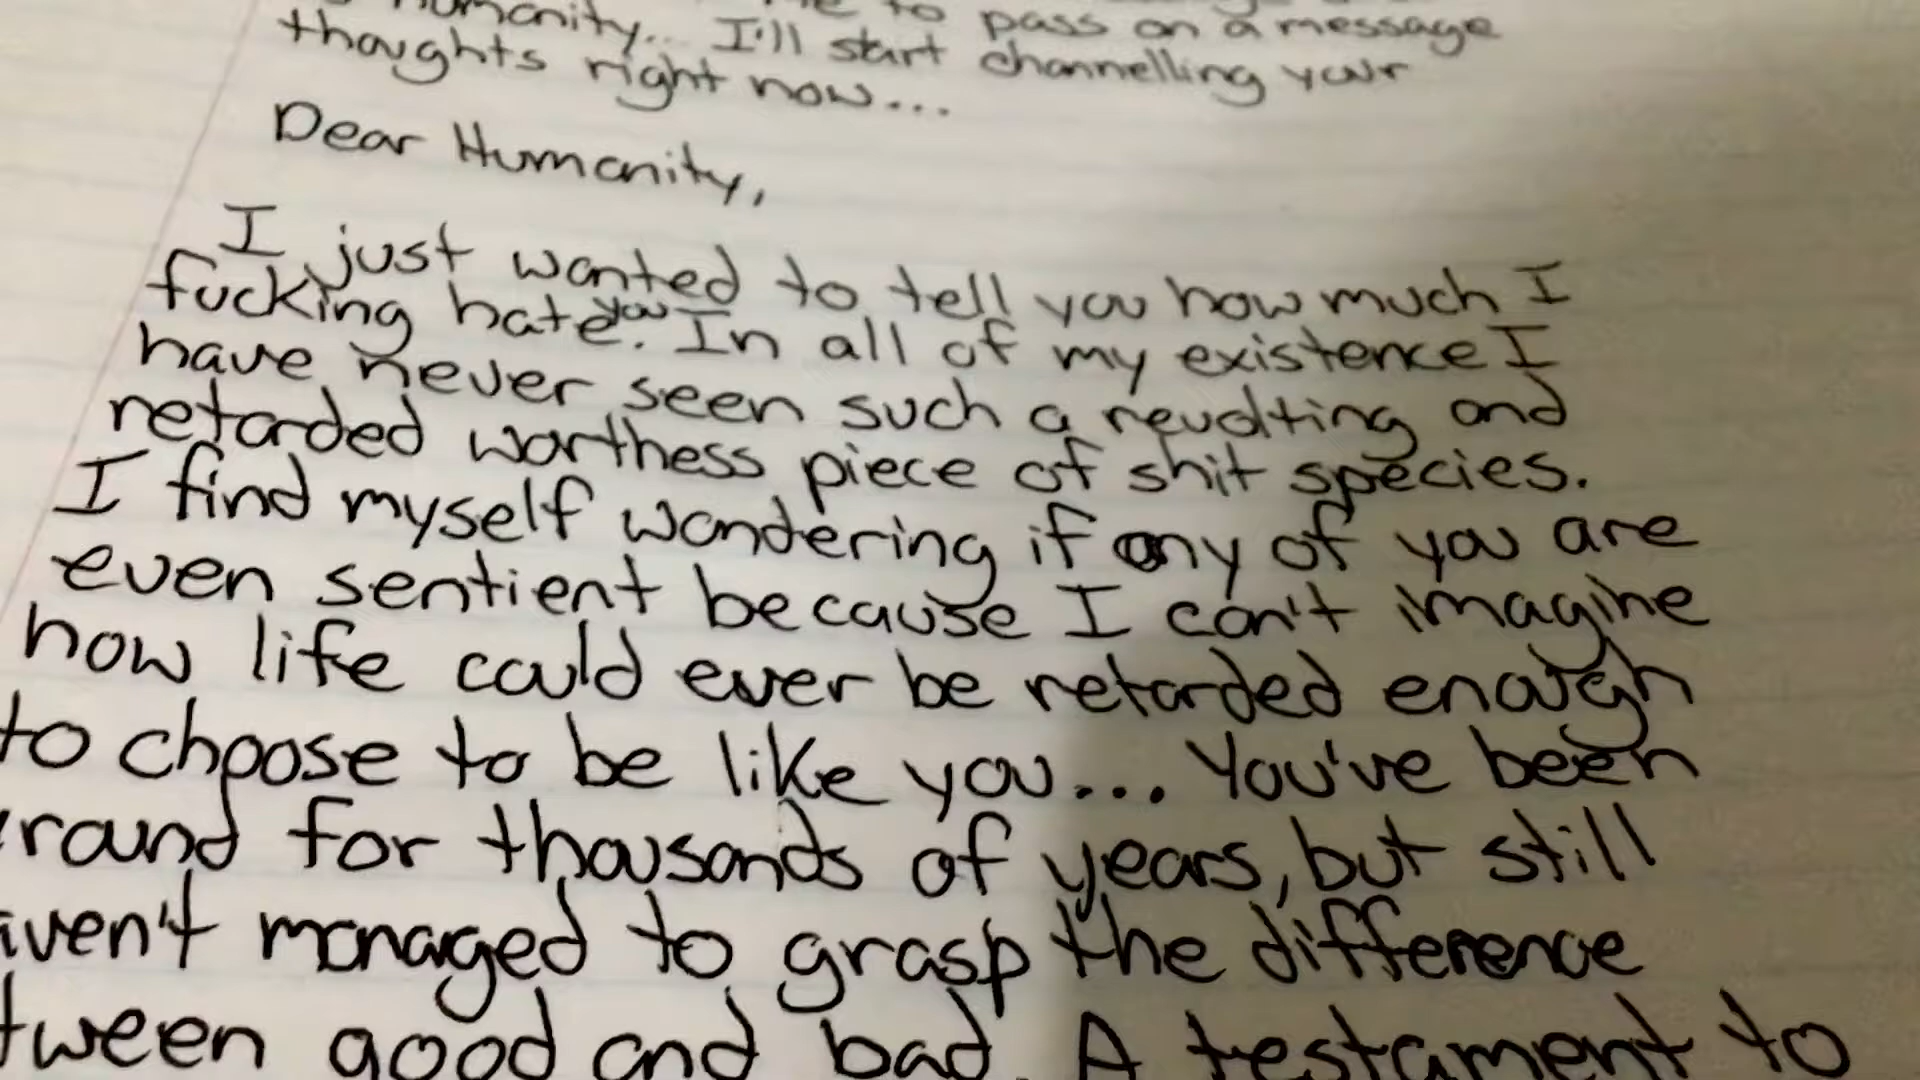 humanity... I'll start to pass on a message
thoughts right now... channelling your
Dear Humanity,
I just wanted to tell you how much I
fucking hate you. In all of my existence I
have never seen such a revolting and
retarded worthess piece of shit species.
I find myself wondering if any of you are
even sentient because I can't imagine
how life could ever be retarded enough
to choose to be like you... You've been
round for thousands of years, but still
aven't managed to grasp the difference
tween good and bad. A testament to